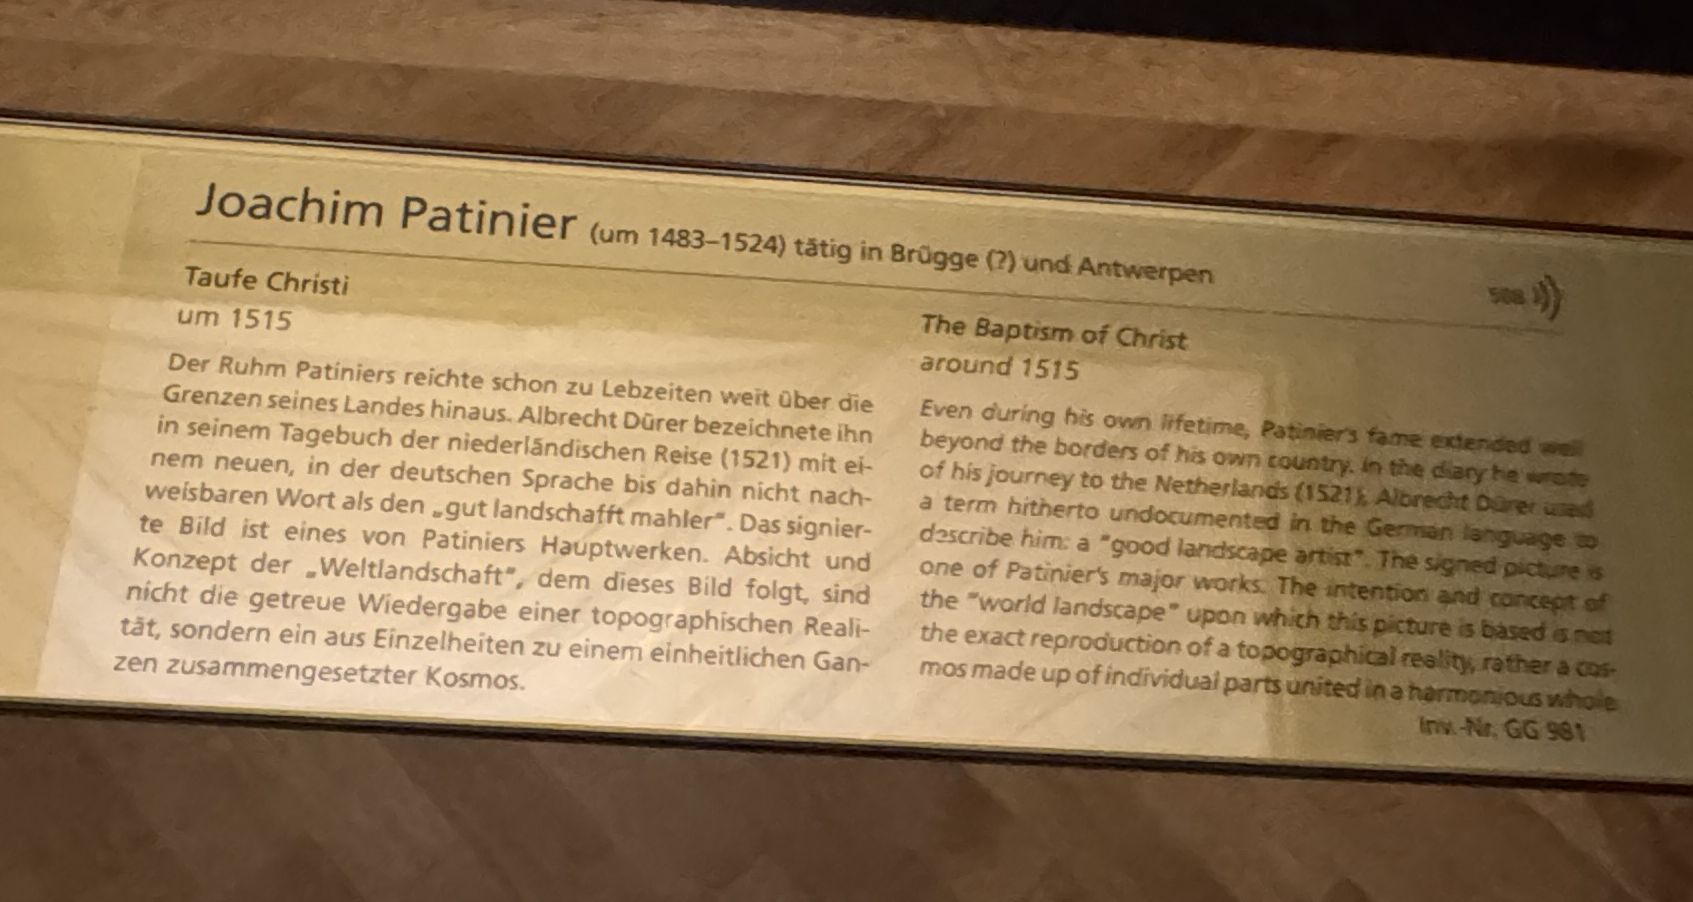 Joachim Patinier (um 1483–1524) tätig in Brügge (?) und Antwerpen
508
Taufe Christi
um 1515
Der Ruhm Patiniers reichte schon zu Lebzeiten weit über die
Grenzen seines Landes hinaus. Albrecht Dürer bezeichnete ihn
in seinem Tagebuch der niederländischen Reise (1521) mit ei-
nem neuen, in der deutschen Sprache bis dahin nicht nach-
weisbaren Wort als den „gut landschafft mahler“. Das signier-
te Bild ist eines von Patiniers Hauptwerken. Absicht und
Konzept der „Weltlandschaft“, dem dieses Bild folgt, sind
nicht die getreue Wiedergabe einer topographischen Reali-
tät, sondern ein aus Einzelheiten zu einem einheitlichen Gan-
zen zusammengesetzter Kosmos.
The Baptism of Christ
around 1515
Even during his own lifetime, Patinier's fame extended well
beyond the borders of his own country. In the diary he wrote
of his journey to the Netherlands (1521), Albrecht Dürer used
a term hitherto undocumented in the German language to
describe him: a "good landscape artist". The signed picture is
one of Patinier's major works. The intention and concept of
the "world landscape" upon which this picture is based is not
the exact reproduction of a topographical reality, rather a cos-
mos made up of individual parts united in a harmonious whole
Inv.-Nr. GG 981